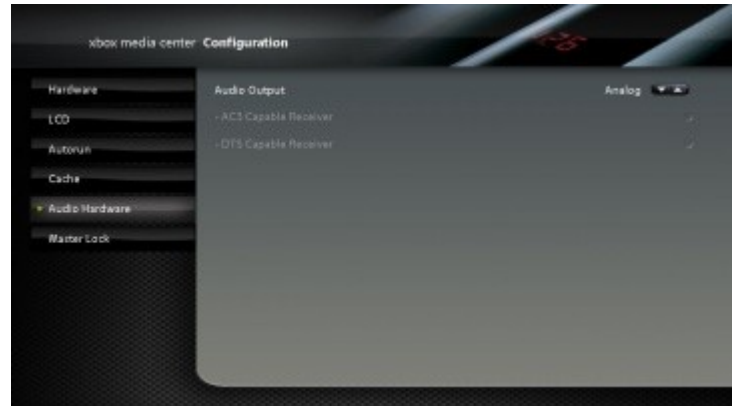 xbox media center Configuration
Hardware
LCD
Autorun
Cache
Audio Hardware
Master Lock
Audio Output
Analog
- AC3 Capable Receiver
- DTS Capable Receiver